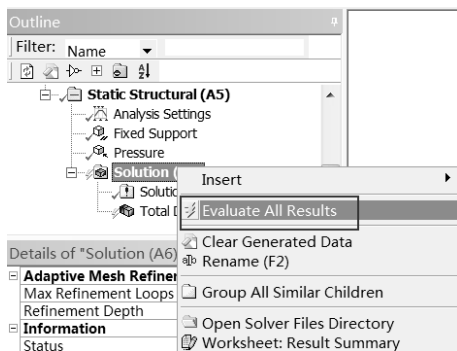 Outline
Filter: Name
Static Structural (A5)
Analysis Settings
Fixed Support
Pressure
Solution (
Insert
Solutic
Evaluate All Results
Total D
Clear Generated Data
Details of "Solution (A6)
Rename (F2)
Adaptive Mesh Refiner
Max Refinement Loops
Group All Similar Children
Refinement Depth
Information
Open Solver Files Directory
Status
Worksheet: Result Summary